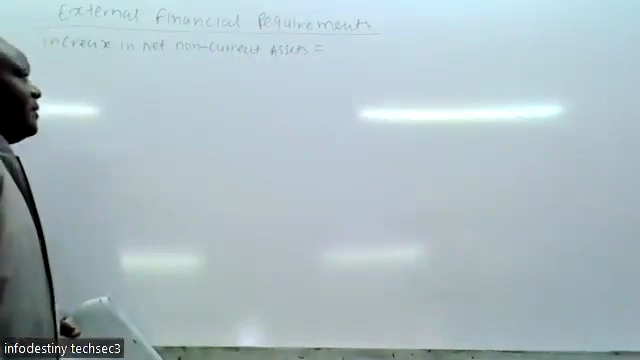 External Financial Requirements
increase in net non-current Assets =
infodestiny techsec3